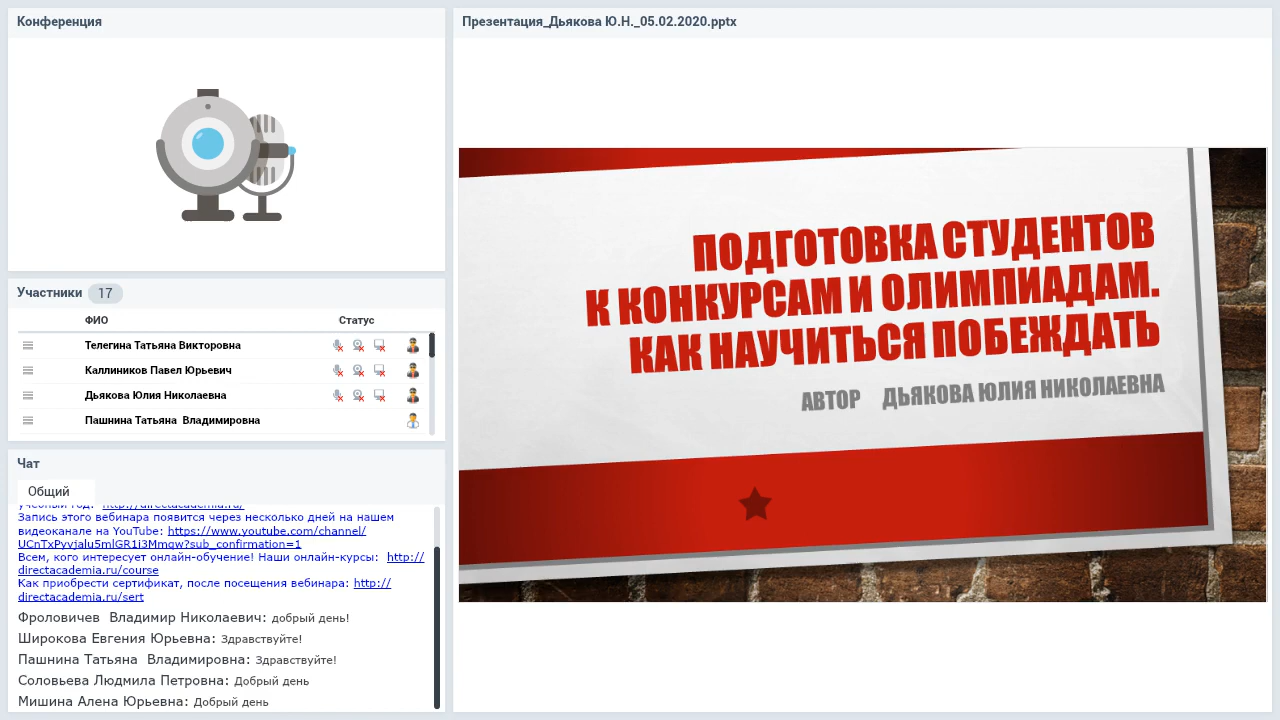 Конференция
Участники 17
ФИО Статус
Телегина Татьяна Викторовна
Каллиников Павел Юрьевич
Дьякова Юлия Николаевна
Пашнина Татьяна Владимировна
Чат
Общий
учебный год: http://directacademia.ru/
Запись этого вебинара появится через несколько дней на нашем
видеоканале на YouTube: https://www.youtube.com/channel/
UCnTxPyvjalu5mlGR1i3Mmqw?sub_confirmation=1
Всем, кого интересует онлайн-обучение! Наши онлайн-курсы: http://
directacademia.ru/course
Как приобрести сертификат, после посещения вебинара: http://
directacademia.ru/sert
Фроловичев Владимир Николаевич: добрый день!
Широкова Евгения Юрьевна: Здравствуйте!
Пашнина Татьяна Владимировна: Здравствуйте!
Соловьева Людмила Петровна: Добрый день
Мишина Алена Юрьевна: Добрый день
Презентация_Дьякова Ю.Н._05.02.2020.pptx
ПОДГОТОВКА СТУДЕНТОВ
К КОНКУРСАМ И ОЛИМПИАДАМ.
КАК НАУЧИТЬСЯ ПОБЕЖДАТЬ
АВТОР ДЬЯКОВА ЮЛИЯ НИКОЛАЕВНА